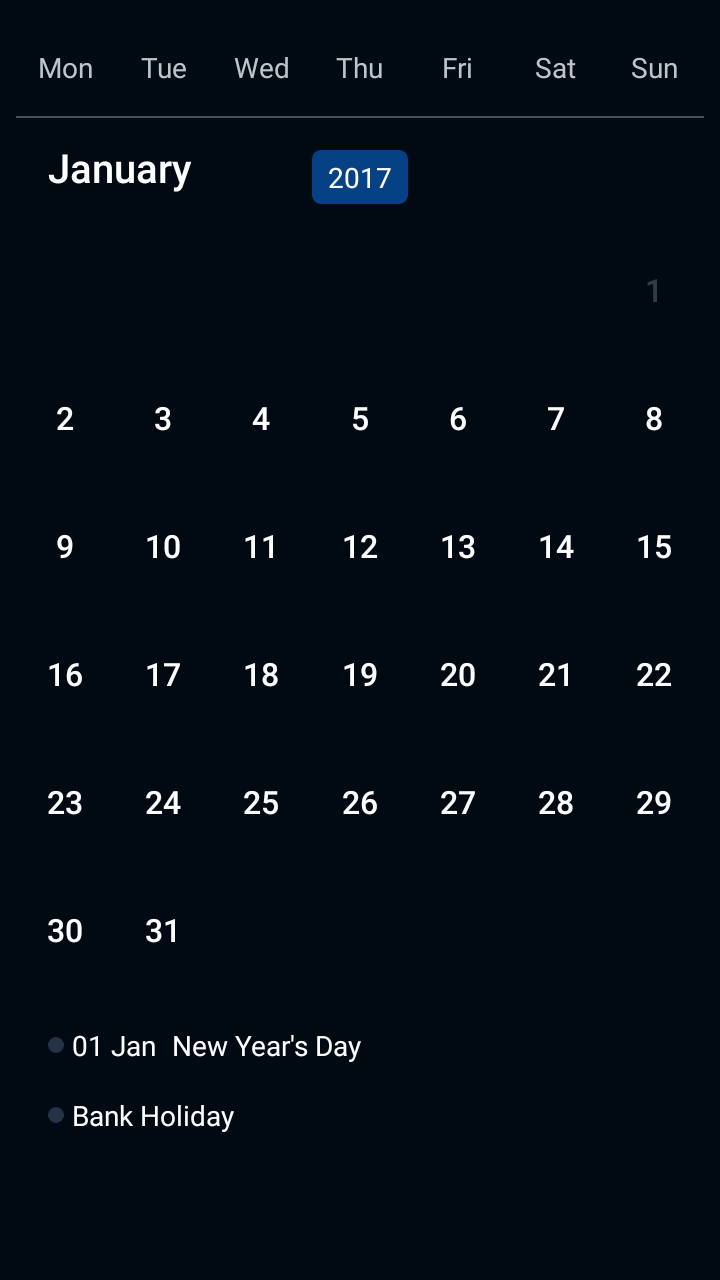 Mon Tue Wed Thu Fri Sat Sun
January 2017
1
2 3 4 5 6 7 8
9 10 11 12 13 14 15
16 17 18 19 20 21 22
23 24 25 26 27 28 29
30 31
01 Jan New Year's Day
Bank Holiday